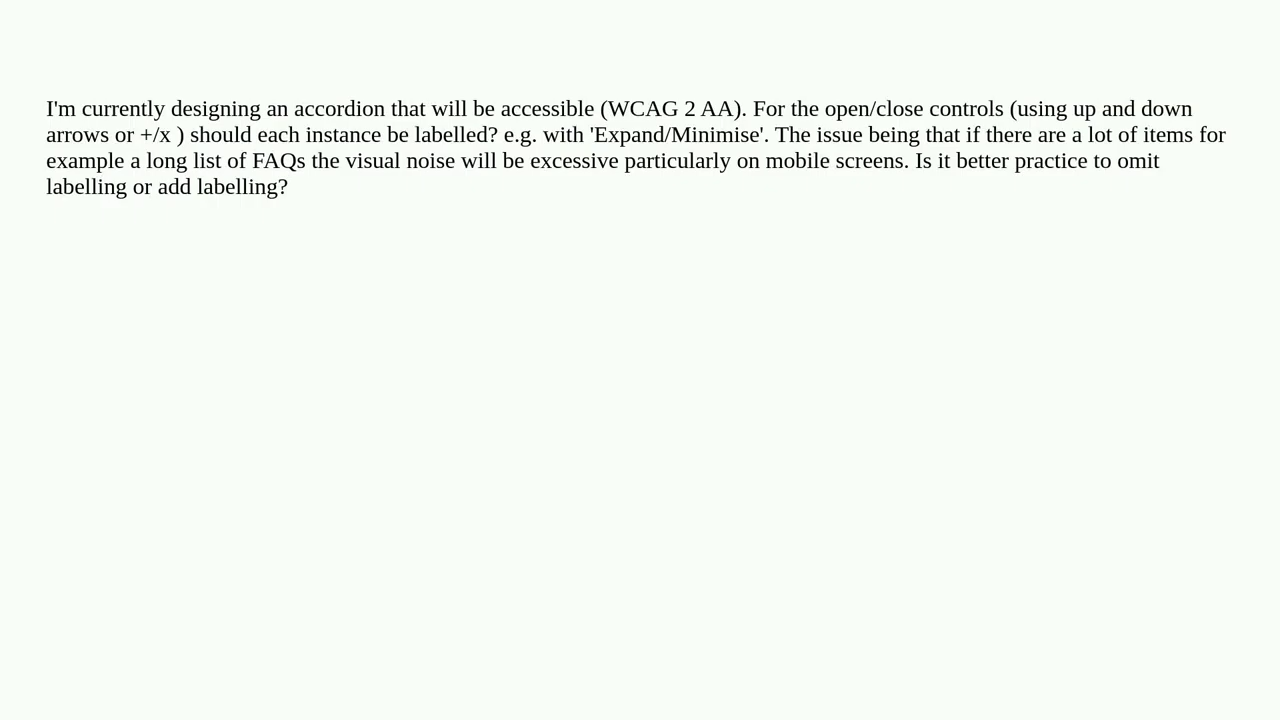 I'm currently designing an accordion that will be accessible (WCAG 2 AA). For the open/close controls (using up and down
arrows or +/x ) should each instance be labelled? e.g. with 'Expand/Minimise'. The issue being that if there are a lot of items for
example a long list of FAQs the visual noise will be excessive particularly on mobile screens. Is it better practice to omit
labelling or add labelling?